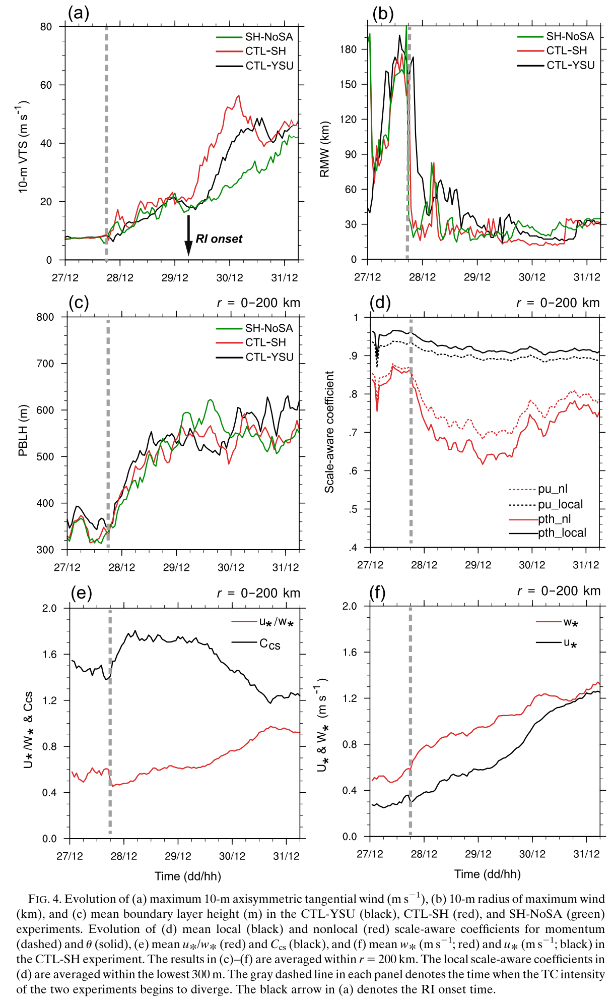 (a)
80
60
40
20
0
10-m VTS (m s⁻¹)
SH-NoSA
CTL-SH
CTL-YSU
RI onset
27/12 28/12 29/12 30/12 31/12
(b)
180
150
120
90
60
30
0
RMW (km)
SH-NoSA
CTL-SH
CTL-YSU
27/12 28/12 29/12 30/12 31/12
(c)
r = 0-200 km
800
700
600
500
400
300
PBLH (m)
SH-NoSA
CTL-SH
CTL-YSU
27/12 28/12 29/12 30/12 31/12
(d)
r = 0-200 km
1
.9
.8
.7
.6
.5
.4
Scale-aware coefficient
pu_nl
pu_local
pth_nl
pth_local
27/12 28/12 29/12 30/12 31/12
(e)
r = 0-200 km
2.0
1.6
1.2
0.8
0.4
0.0
U*/W* & Ccs
u*/w*
Ccs
27/12 28/12 29/12 30/12 31/12
Time (dd/hh)
(f)
r = 0-200 km
2.0
1.6
1.2
0.8
0.4
0.0
U* & W* (m s⁻¹)
w*
u*
27/12 28/12 29/12 30/12 31/12
Time (dd/hh)
FIG. 4. Evolution of (a) maximum 10-m axisymmetric tangential wind (m s⁻¹), (b) 10-m radius of maximum wind
(km), and (c) mean boundary layer height (m) in the CTL-YSU (black), CTL-SH (red), and SH-NoSA (green)
experiments. Evolution of (d) mean local (black) and nonlocal (red) scale-aware coefficients for momentum
(dashed) and θ (solid), (e) mean u*/w* (red) and Ccs (black), and (f) mean w* (m s⁻¹; red) and u* (m s⁻¹; black) in
the CTL-SH experiment. The results in (c)–(f) are averaged within r = 200 km. The local scale-aware coefficients in
(d) are averaged within the lowest 300 m. The gray dashed line in each panel denotes the time when the TC intensity
of the two experiments begins to diverge. The black arrow in (a) denotes the RI onset time.